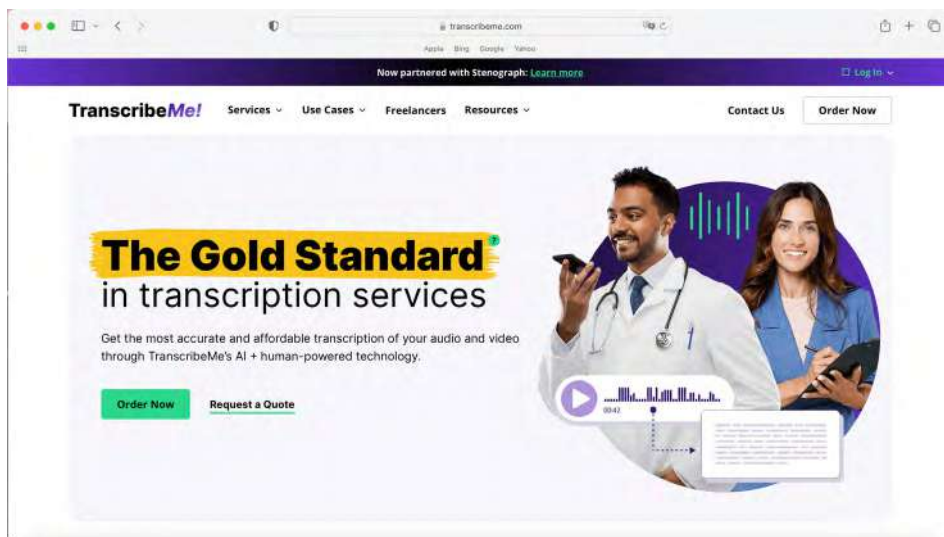 transcribeme.com
Apple Bing Google Yahoo
Now partnered with Stenograph: Learn more
Log In
TranscribeMe!
Services
Use Cases
Freelancers
Resources
Contact Us
Order Now
The Gold Standard
?
in transcription services
Get the most accurate and affordable transcription of your audio and video
through TranscribeMe's AI + human-powered technology.
Order Now
Request a Quote
00:42